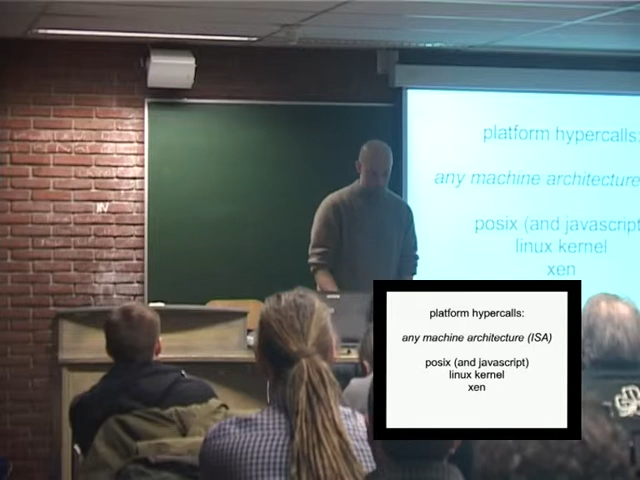 platform hypercalls:
any machine architecture
posix (and javascript
linux kernel
xen
platform hypercalls:
any machine architecture (ISA)
posix (and javascript)
linux kernel
xen